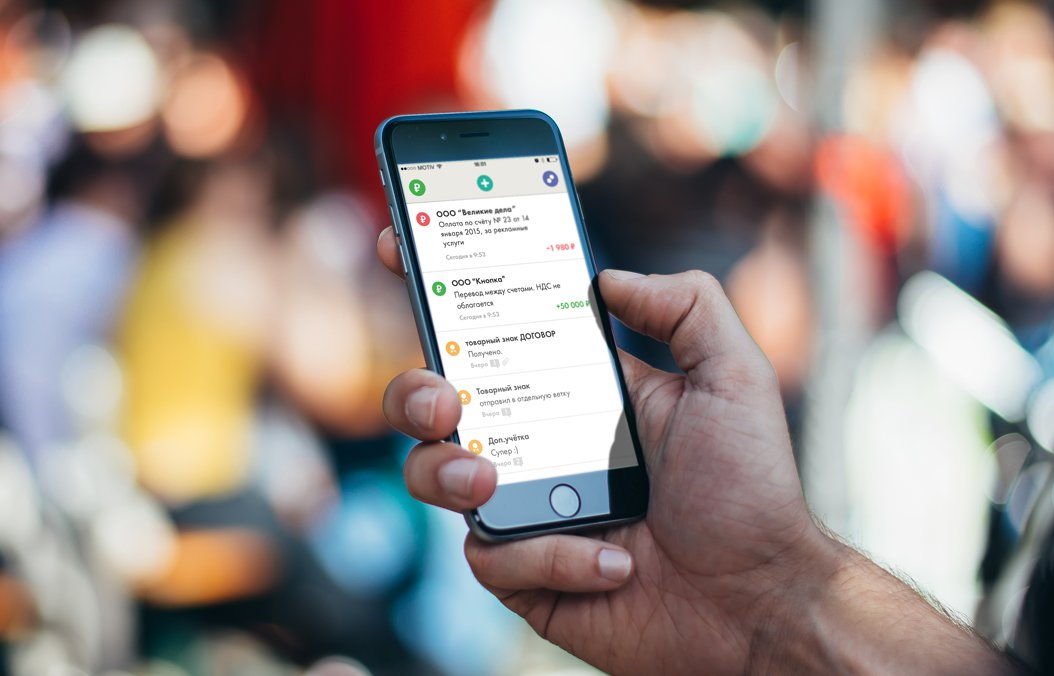 MOTIV 18:01
ООО "Великие дела"
Оплата по счёту № 23 от 14
января 2015, за рекламные
услуги
Сегодня в 9:53 -1 980 ₽
ООО "Кнопка"
Перевод между счетами. НДС не
облагается
Сегодня в 9:53 +50 000 ₽
товарный знак ДОГОВОР
Получено.
Вчера
Товарный знак
отправил в отдельную ветку
Вчера
Доп.учётка
Супер :)
Вчера